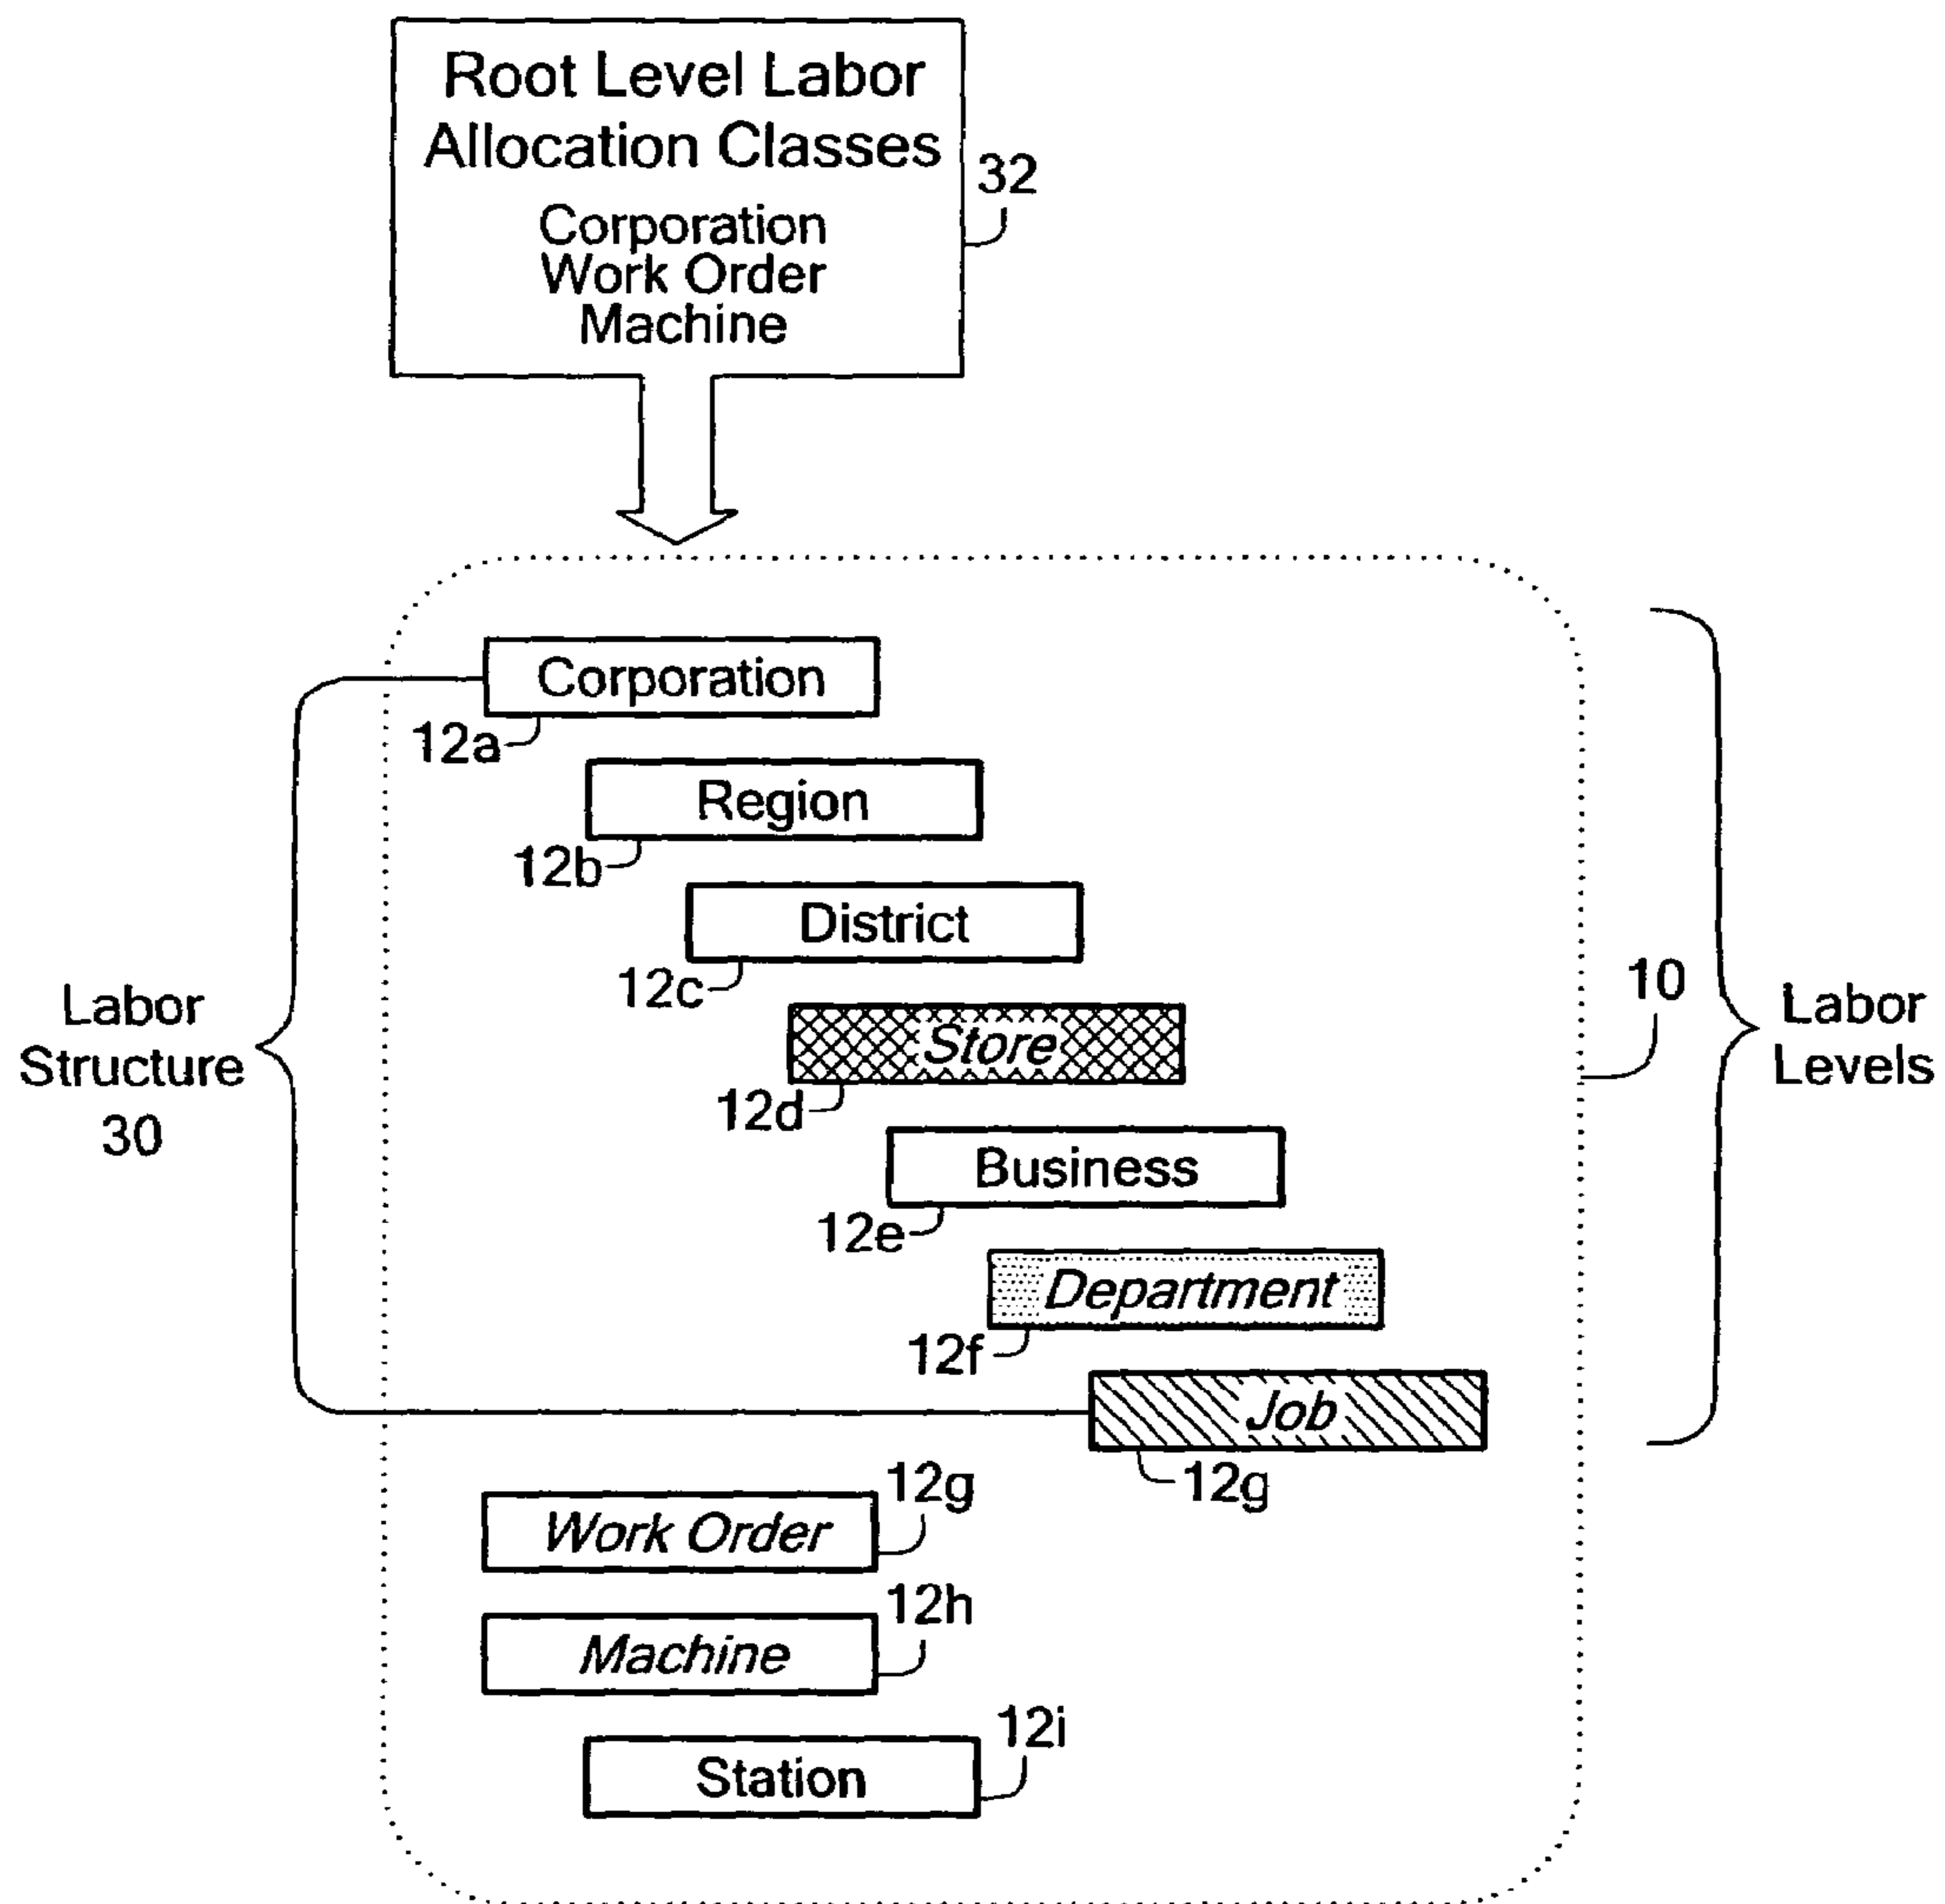 Root Level Labor
Allocation Classes
32
Corporation
Work Order
Machine
Corporation
12a
Region
12b
District
12c
10
Labor
Structure
30
Labor
Levels
Store
12d
Business
12e
Department
12f
Job
12g
12g
Work Order
12h
Machine
12i
Station